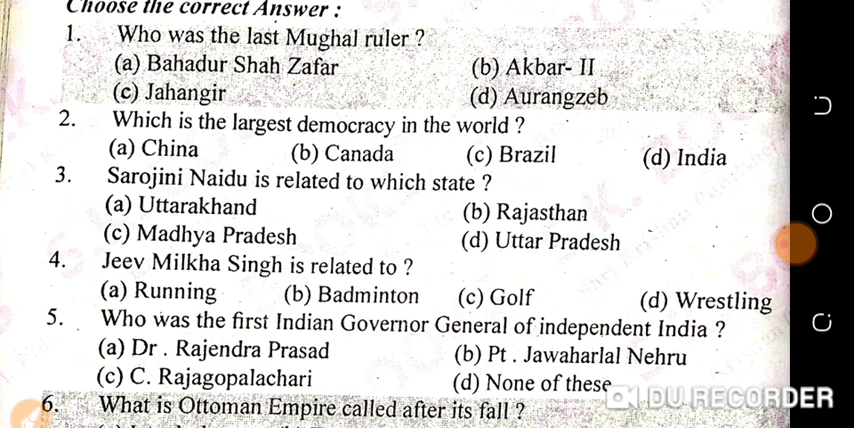 Choose the correct Answer :
1. Who was the last Mughal ruler ?
(a) Bahadur Shah Zafar (b) Akbar- II
(c) Jahangir (d) Aurangzeb
2. Which is the largest democracy in the world ?
(a) China (b) Canada (c) Brazil (d) India
3. Sarojini Naidu is related to which state ?
(a) Uttarakhand (b) Rajasthan
(c) Madhya Pradesh (d) Uttar Pradesh
4. Jeev Milkha Singh is related to ?
(a) Running (b) Badminton (c) Golf (d) Wrestling
5. Who was the first Indian Governor General of independent India ?
(a) Dr . Rajendra Prasad (b) Pt . Jawaharlal Nehru
(c) C. Rajagopalachari (d) None of these
DU RECORDER
6. What is Ottoman Empire called after its fall ?